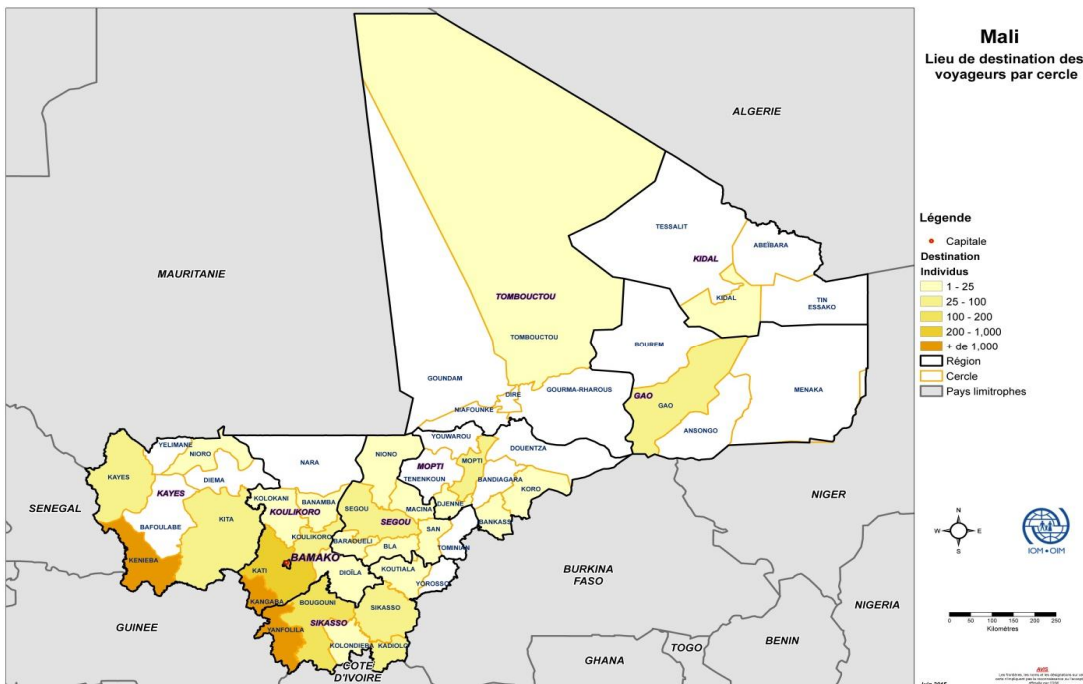 Mali
Lieu de destination des
voyageurs par cercle
ALGERIE
MAURITANIE
TESSALIT
ABEÏBARA
KIDAL
KIDAL
TIN
ESSAKO
TOMBOUCTOU
TOMBOUCTOU
BOUREM
GOUNDAM
GOURMA-RHAROUS
DIRE
NIAFOUNKE
GAO
GAO
MENAKA
ANSONGO
YELIMANE
NIORO
NARA
NIONO
YOUWAROU
DOUENTZA
MOPTI
MOPTI
KAYES
DIEMA
TENENKOUN
BANDIAGARA
KORO
KAYES
KOLOKANI
BANAMBA
SEGOU
MACINA
DJENNE
BANKASS
SENEGAL
KOULIKORO
KITA
SEGOU
SAN
BAFOULABE
KOULIKORO
BARAOUELI
TOMINIAN
BLA
KENIEBA
BAMAKO
KATI
DIOÏLA
KOUTIALA
YOROSSO
KANGABA
BOUGOUNI
SIKASSO
SIKASSO
YANFOLILA
KOLONDIEBA
KADIOLO
GUINEE
COTE
D'IVOIRE
BURKINA
FASO
NIGER
NIGERIA
BENIN
TOGO
GHANA
Légende
Capitale
Destination
Individus
1 - 25
25 - 100
100 - 200
200 - 1,000
+ de 1,000
Région
Cercle
Pays limitrophes
N
W
E
S
IOM • OIM
0 50 100 150 200 250
Kilomètres
AVIS